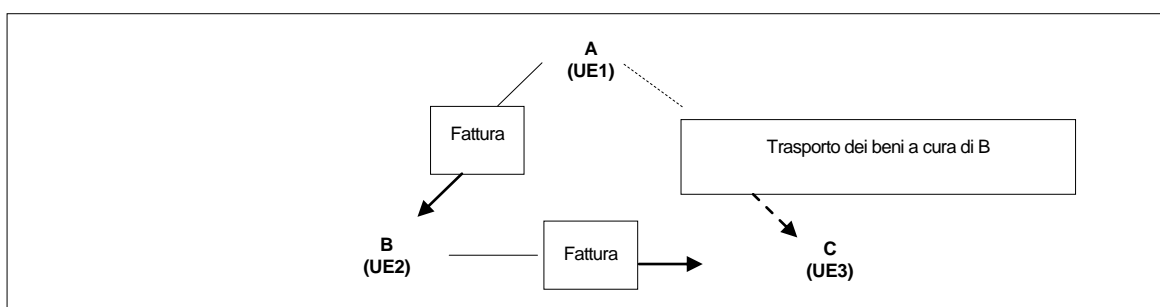 A
(UE1)
Fattura
Trasporto dei beni a cura di B
B
(UE2)
Fattura
C
(UE3)